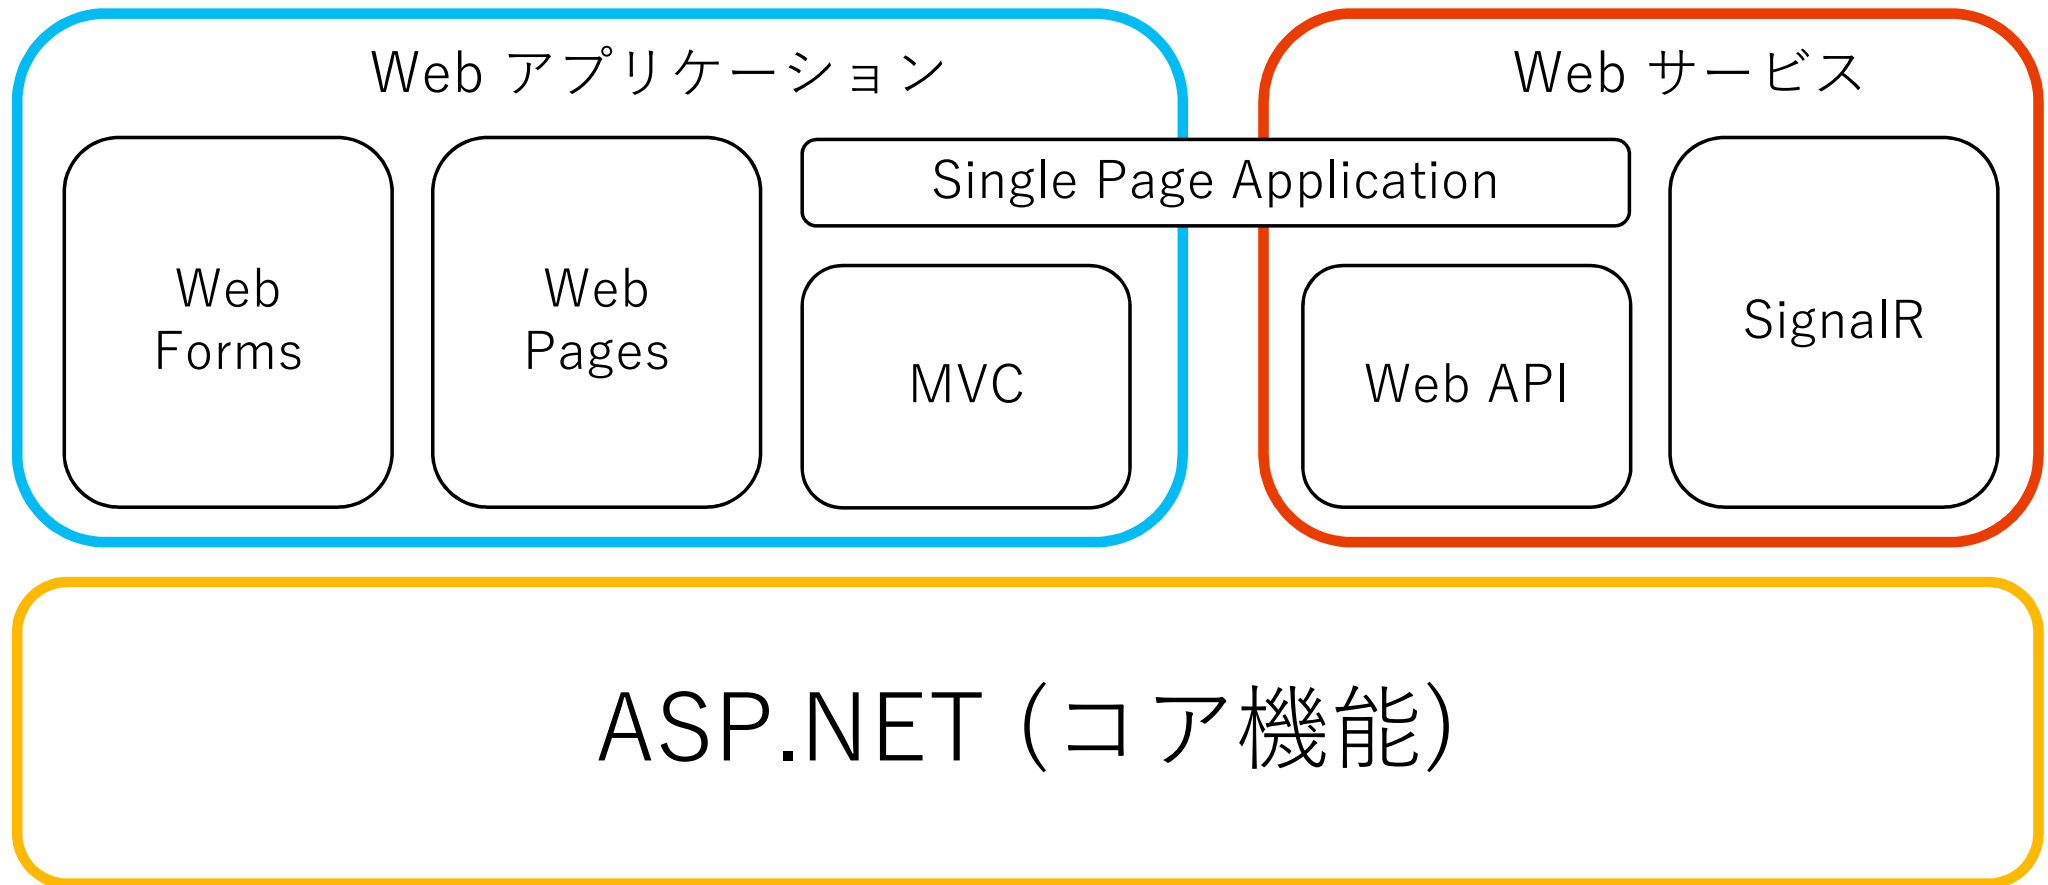 Web アプリケーション
Web サービス
Single Page Application
Web
Forms
Web
Pages
MVC
Web API
SignalR
ASP.NET (コア機能)